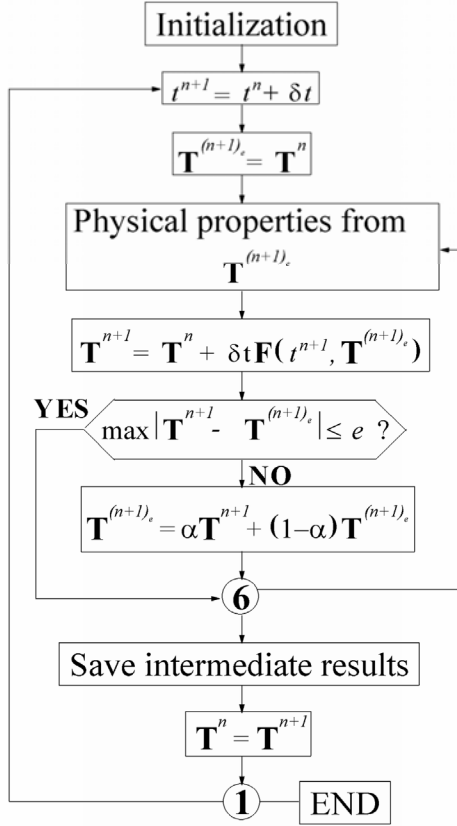 Initialization
t^{n+1} = t^n + δt
T^{(n+1)_e} = T^n
Physical properties from
T^{(n+1)_e}
T^{n+1} = T^n + δtF(t^{n+1}, T^{(n+1)_e})
YES
max|T^{n+1} - T^{(n+1)_e}| ≤ e ?
NO
T^{(n+1)_e} = αT^{n+1} + (1–α)T^{(n+1)_e}
6
Save intermediate results
T^n = T^{n+1}
1
END